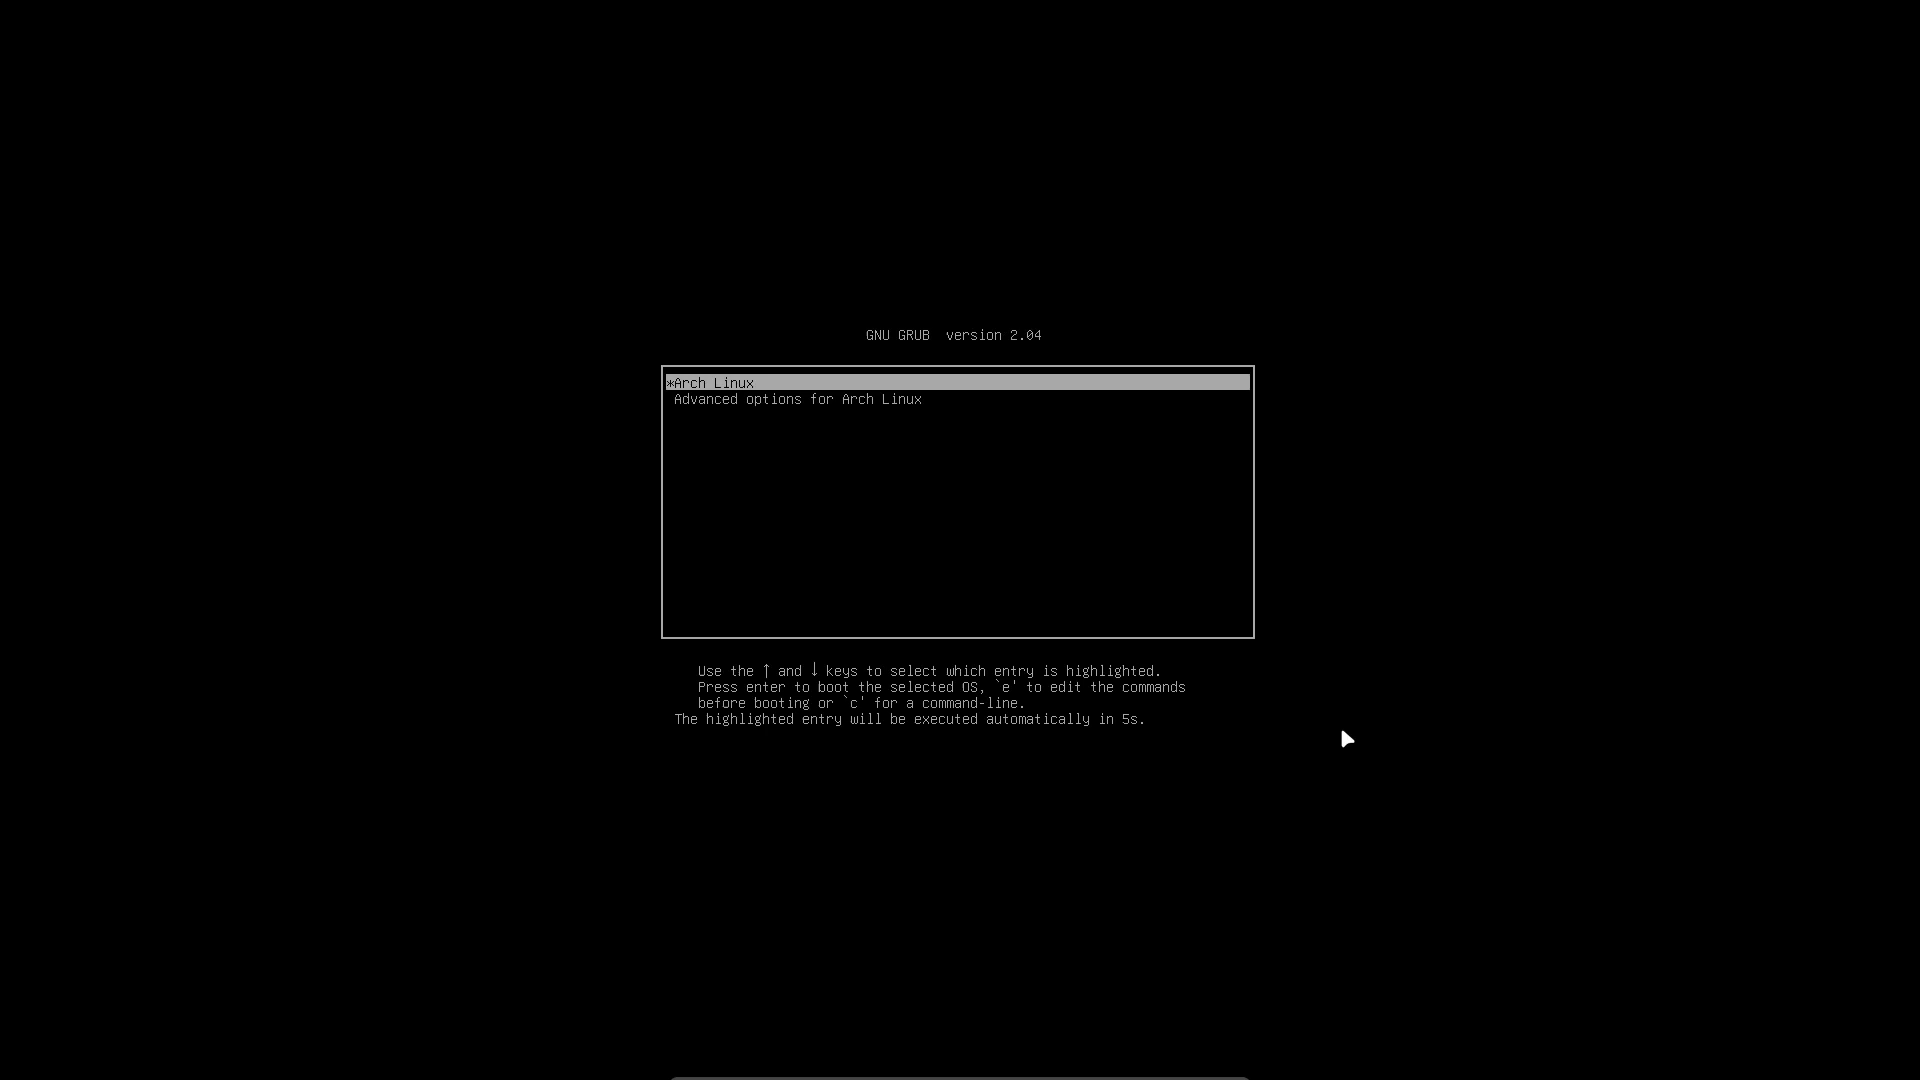 GNU GRUB  version 2.04
*Arch Linux
Advanced options for Arch Linux
Use the ↑ and ↓ keys to select which entry is highlighted.
Press enter to boot the selected OS, `e' to edit the commands
before booting or `c' for a command-line.
The highlighted entry will be executed automatically in 5s.